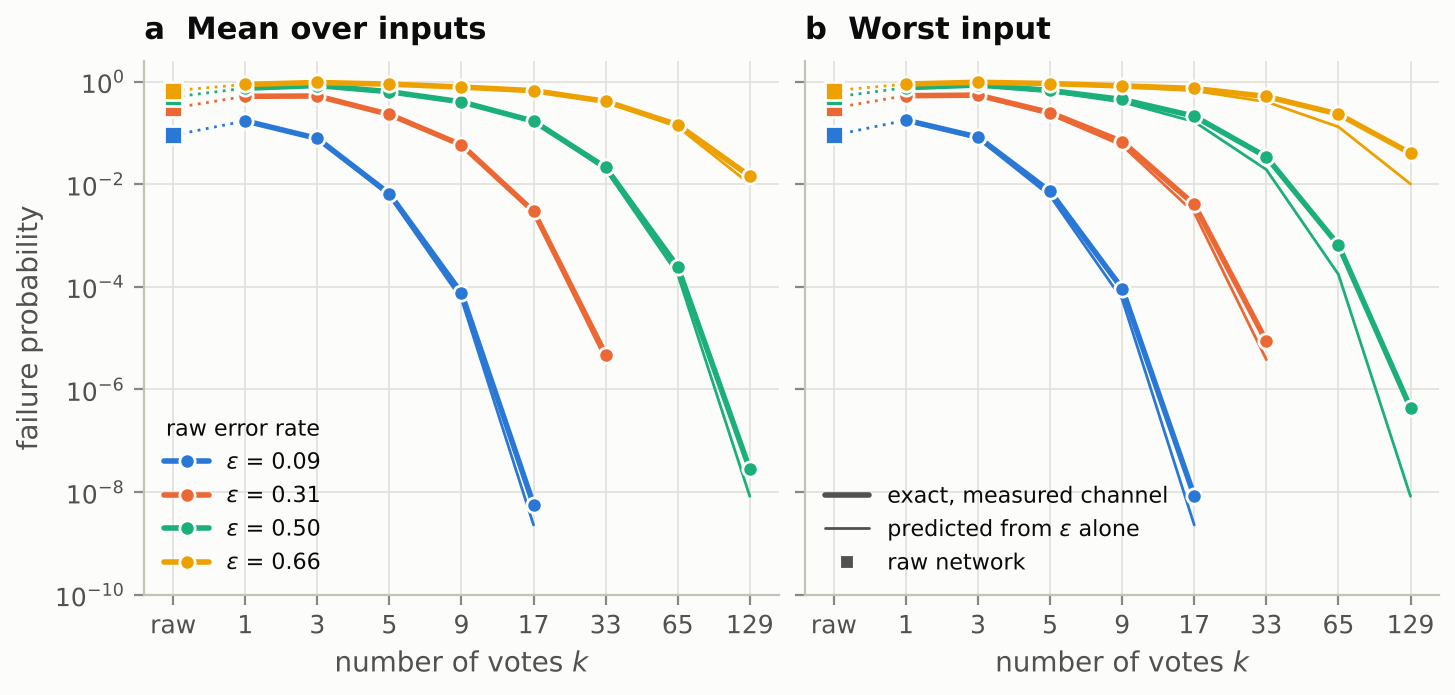 a Mean over inputs
b Worst input
failure probability
10⁰
10⁻²
10⁻⁴
10⁻⁶
10⁻⁸
10⁻¹⁰
raw error rate
ε = 0.09
ε = 0.31
ε = 0.50
ε = 0.66
exact, measured channel
predicted from ε alone
raw network
raw 1 3 5 9 17 33 65 129
raw 1 3 5 9 17 33 65 129
number of votes k
number of votes k